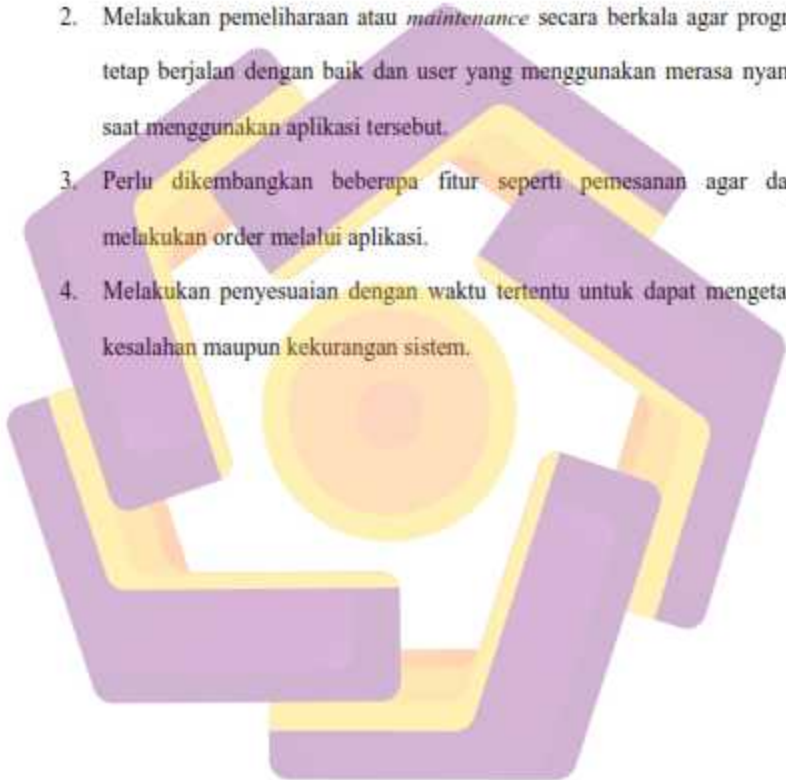 2. Melakukan pemeliharaan atau maintenance secara berkala agar progr
tetap berjalan dengan baik dan user yang menggunakan merasa nyam
saat menggunakan aplikasi tersebut.
3. Perlu dikembangkan beberapa fitur seperti pemesanan agar da
melakukan order melalui aplikasi.
4. Melakukan penyesuaian dengan waktu tertentu untuk dapat mengeta
kesalahan maupun kekurangan sistem.